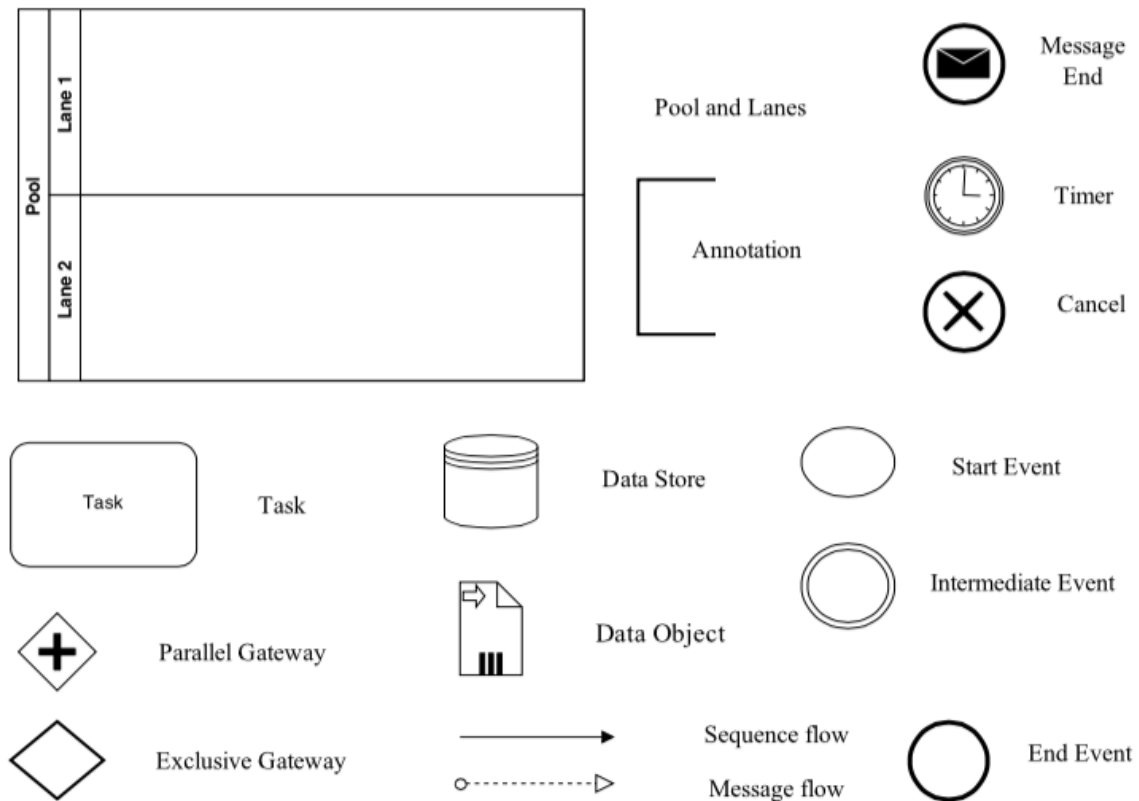 Pool
Lane 1
Lane 2
Pool and Lanes
Annotation
Message
End
Timer
Cancel
Task
Task
Data Store
Start Event
Intermediate Event
Parallel Gateway
Data Object
Exclusive Gateway
Sequence flow
Message flow
End Event